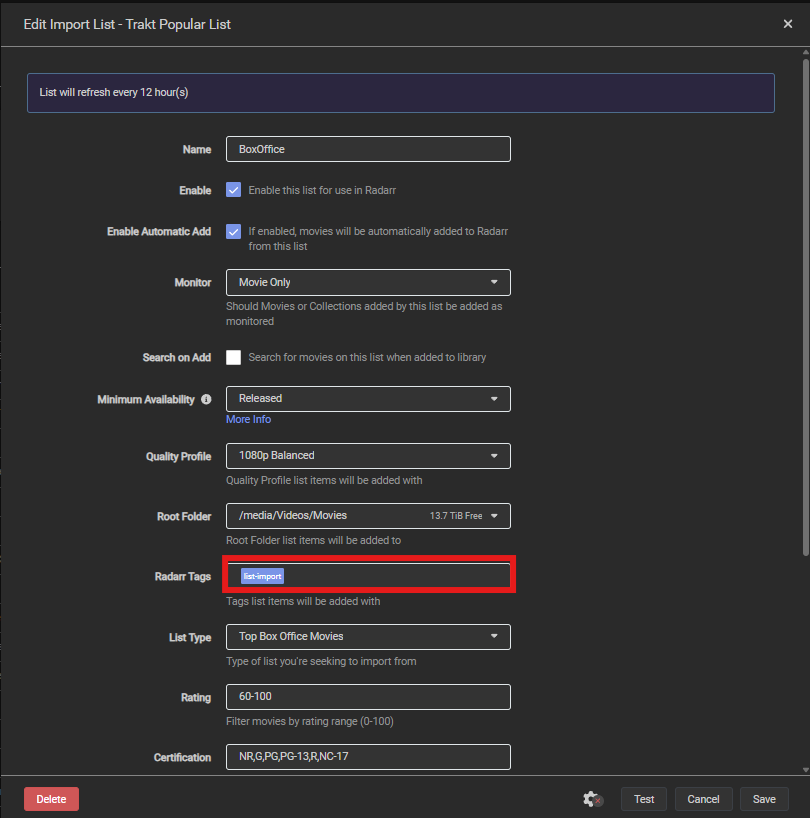 Edit Import List - Trakt Popular List
List will refresh every 12 hour(s)
Name
BoxOffice
Enable
Enable this list for use in Radarr
Enable Automatic Add
If enabled, movies will be automatically added to Radarr
from this list
Monitor
Movie Only
Should Movies or Collections added by this list be added as
monitored
Search on Add
Search for movies on this list when added to library
Minimum Availability
Released
More Info
Quality Profile
1080p Balanced
Quality Profile list items will be added with
Root Folder
/media/Videos/Movies 13.7 TiB Free
Root Folder list items will be added to
Radarr Tags
list-import
Tags list items will be added with
List Type
Top Box Office Movies
Type of list you're seeking to import from
Rating
60-100
Filter movies by rating range (0-100)
Certification
NR,G,PG,PG-13,R,NC-17
Delete
Test
Cancel
Save